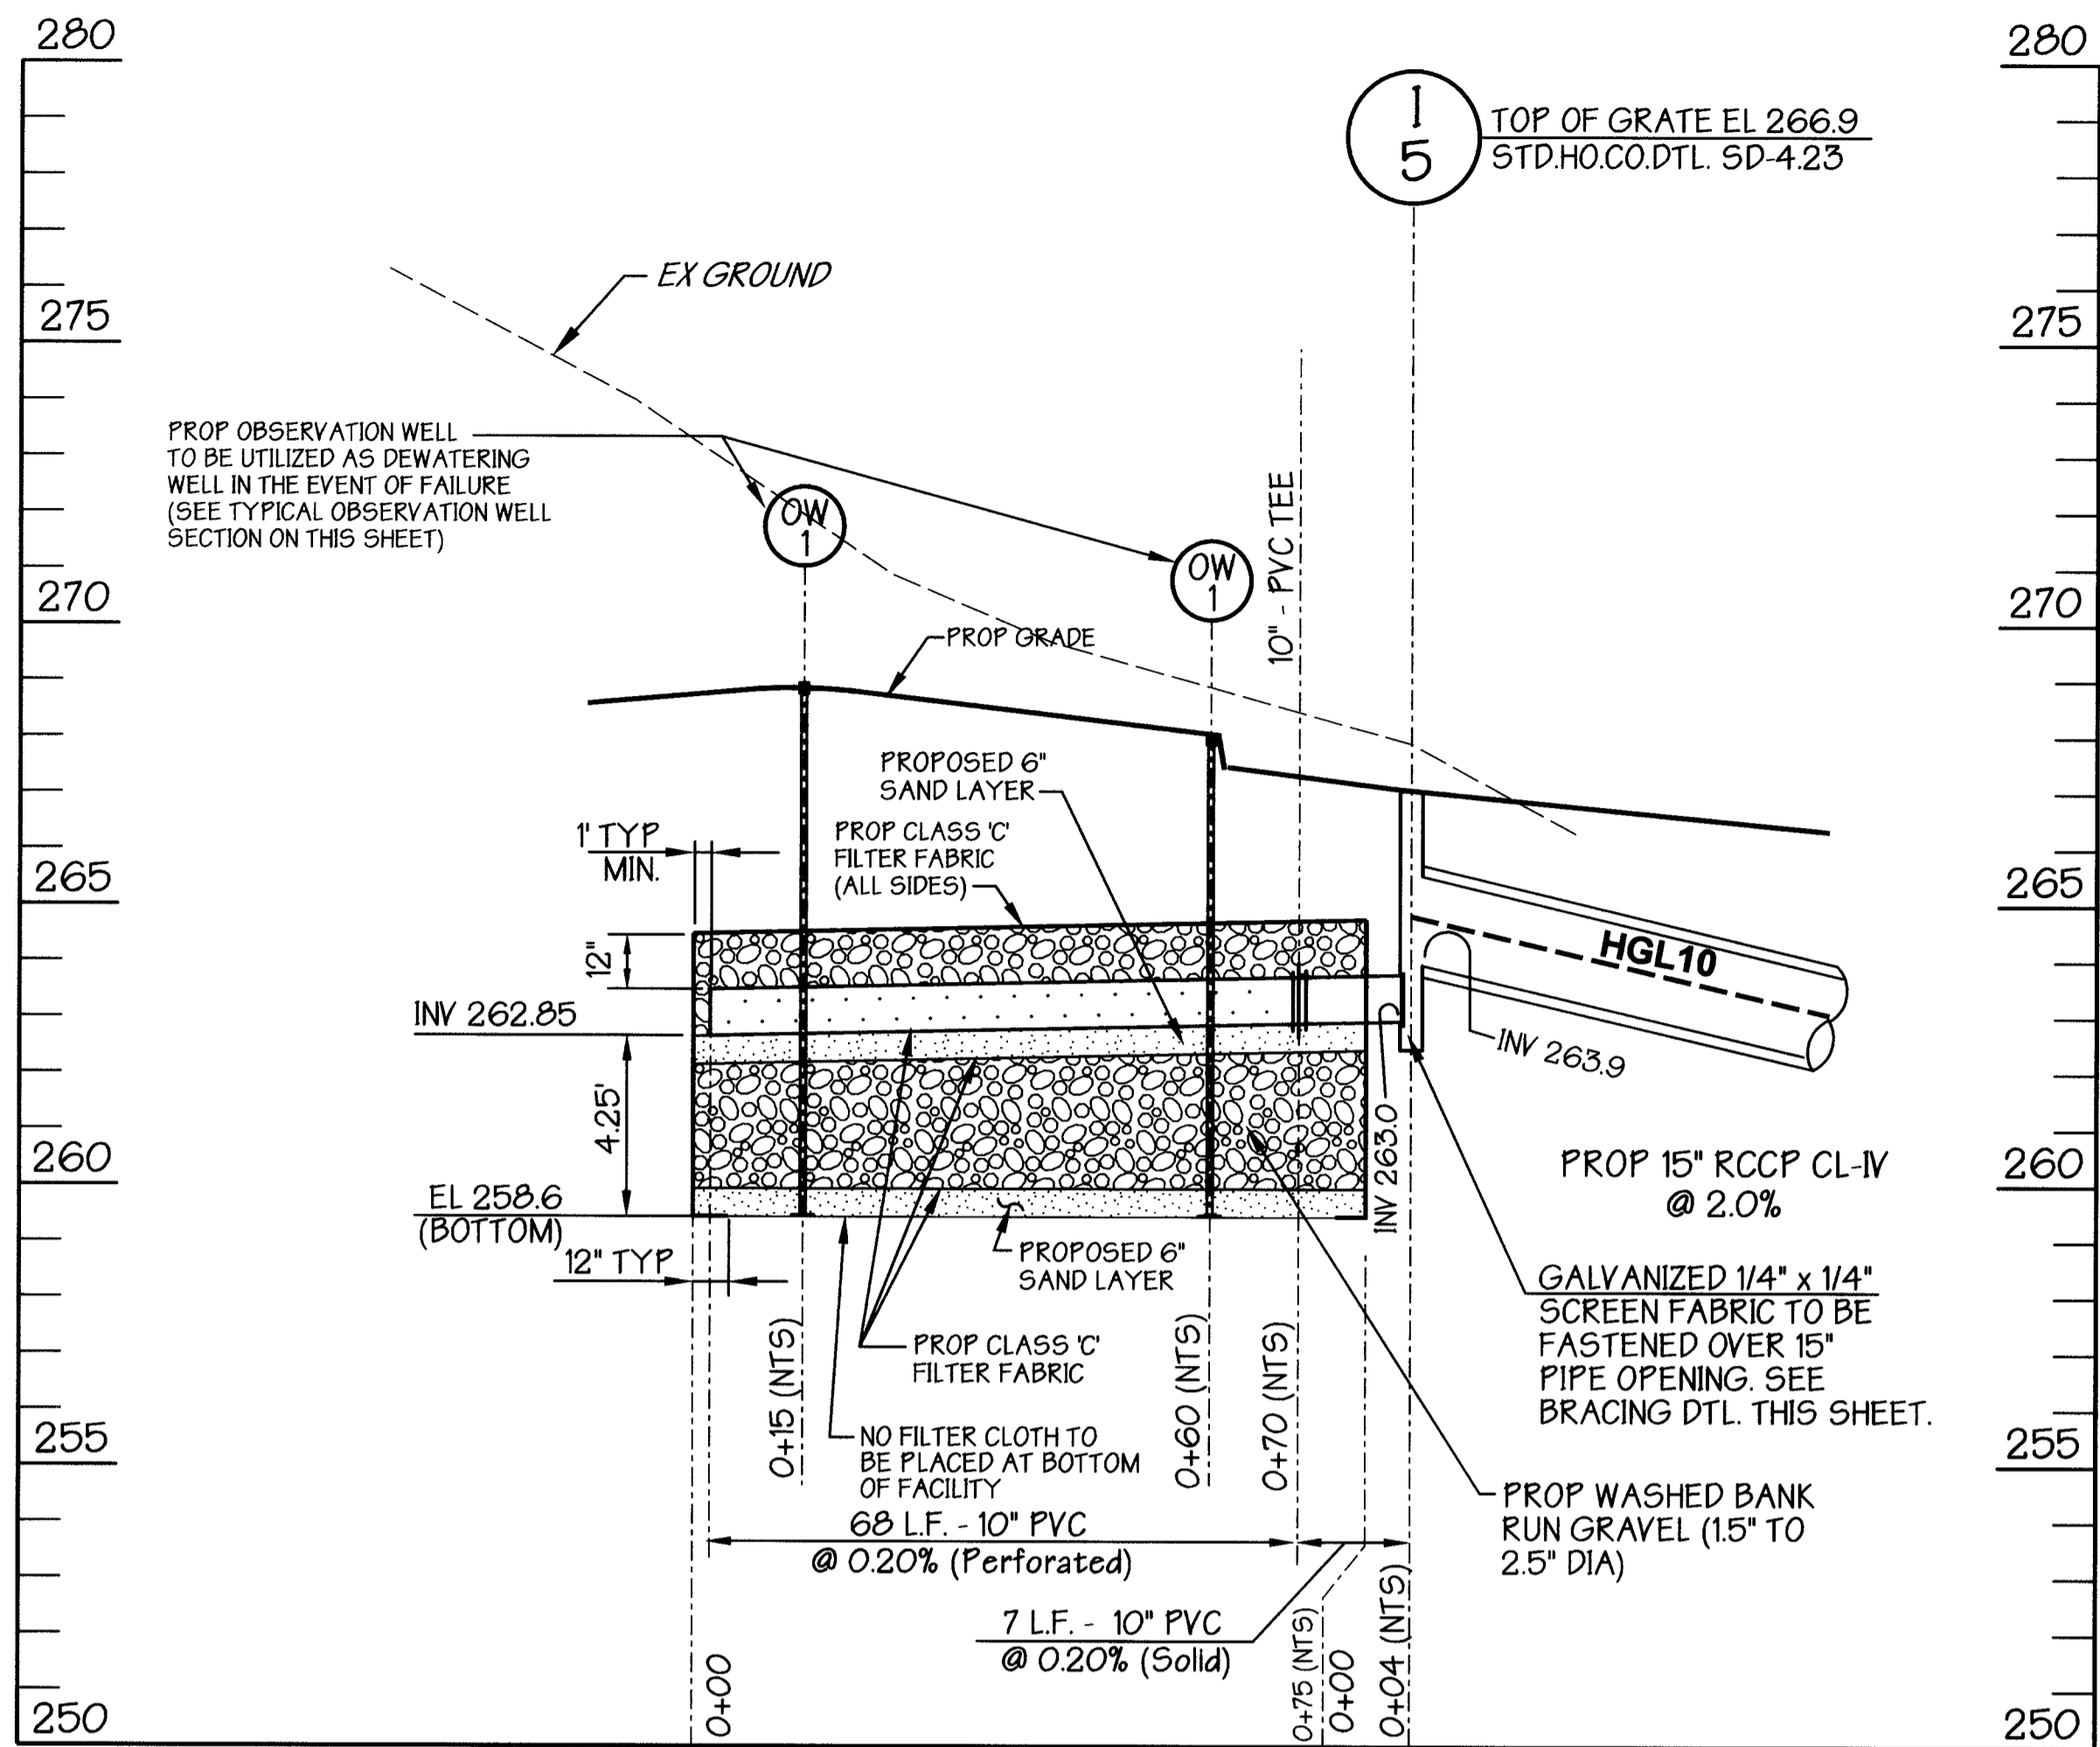 280
280
1
5
TOP OF GRATE EL 266.9
STD.HO.CO.DTL. SD-4.23
EX GROUND
275
275
PROP OBSERVATION WELL
TO BE UTILIZED AS DEWATERING
WELL IN THE EVENT OF FAILURE
(SEE TYPICAL OBSERVATION WELL
SECTION ON THIS SHEET)
OW
1
OW
1
10" - PVC TEE
270
270
PROP GRADE
PROPOSED 6"
SAND LAYER
1' TYP
MIN.
PROP CLASS 'C'
FILTER FABRIC
(ALL SIDES)
265
265
12"
HGL10
INV 262.85
INV 263.9
4.25'
INV 263.0
260
260
PROP 15" RCCP CL-IV
@ 2.0%
EL 258.6
(BOTTOM)
12" TYP
PROPOSED 6"
SAND LAYER
GALVANIZED 1/4" x 1/4"
SCREEN FABRIC TO BE
FASTENED OVER 15"
PIPE OPENING. SEE
BRACING DTL. THIS SHEET.
PROP CLASS 'C'
FILTER FABRIC
0+15 (NTS)
0+60 (NTS)
0+70 (NTS)
NO FILTER CLOTH TO
BE PLACED AT BOTTOM
OF FACILITY
255
255
PROP WASHED BANK
RUN GRAVEL (1.5" TO
2.5" DIA)
68 L.F. - 10" PVC
@ 0.20% (Perforated)
7 L.F. - 10" PVC
@ 0.20% (Solid)
0+00
0+75 (NTS)
0+00
0+04 (NTS)
250
250